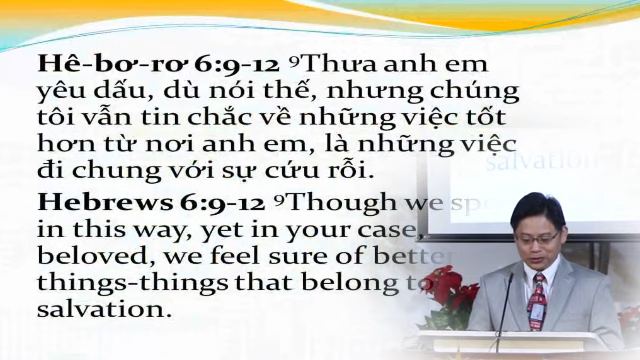 Hê-bơ-rơ 6:9-12 ⁹Thưa anh em
yêu dấu, dù nói thế, nhưng chúng
tôi vẫn tin chắc về những việc tốt
hơn từ nơi anh em, là những việc
đi chung với sự cứu rỗi.
Hebrews 6:9-12 ⁹Though we
in this way, yet in your case,
beloved, we feel sure of better
things-things that belong to
salvation.
salvation